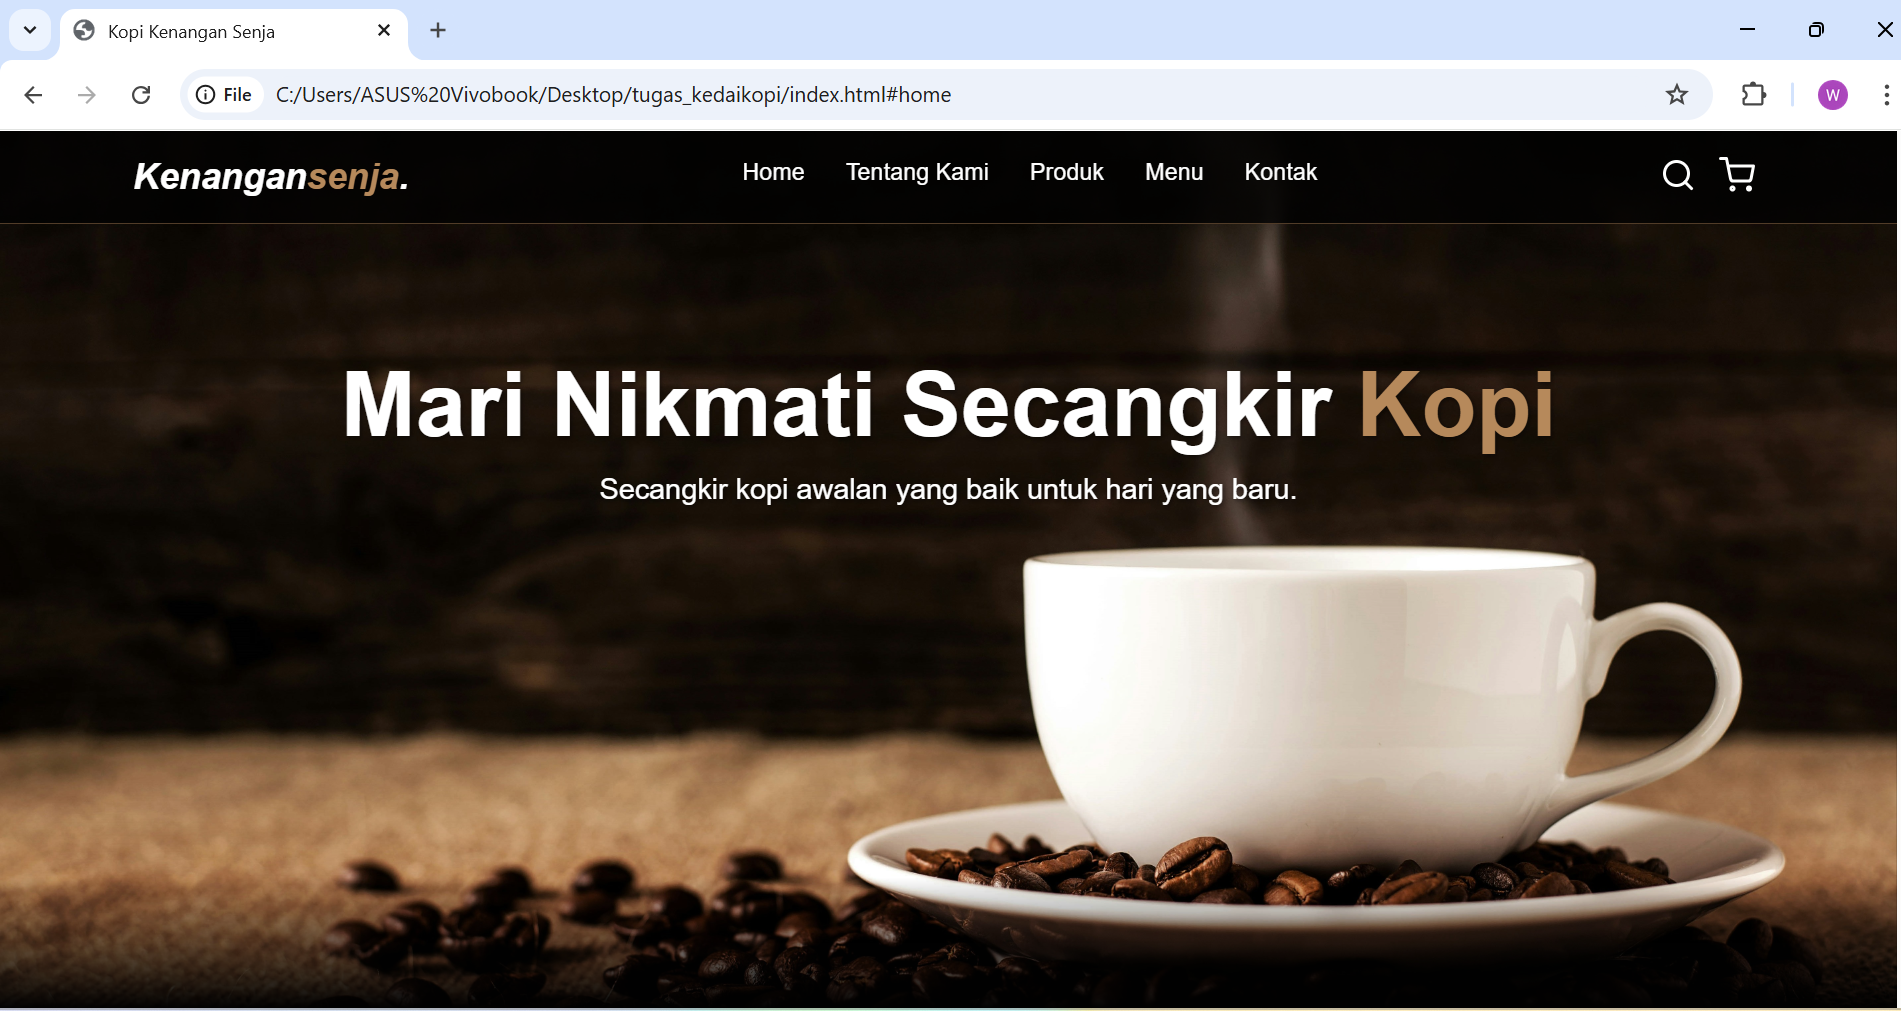 Kopi Kenangan Senja
File C:/Users/ASUS%20Vivobook/Desktop/tugas_kedaikopi/index.html#home
W
Kenangansenja. Home Tentang Kami Produk Menu Kontak
Mari Nikmati Secangkir Kopi
Secangkir kopi awalan yang baik untuk hari yang baru.